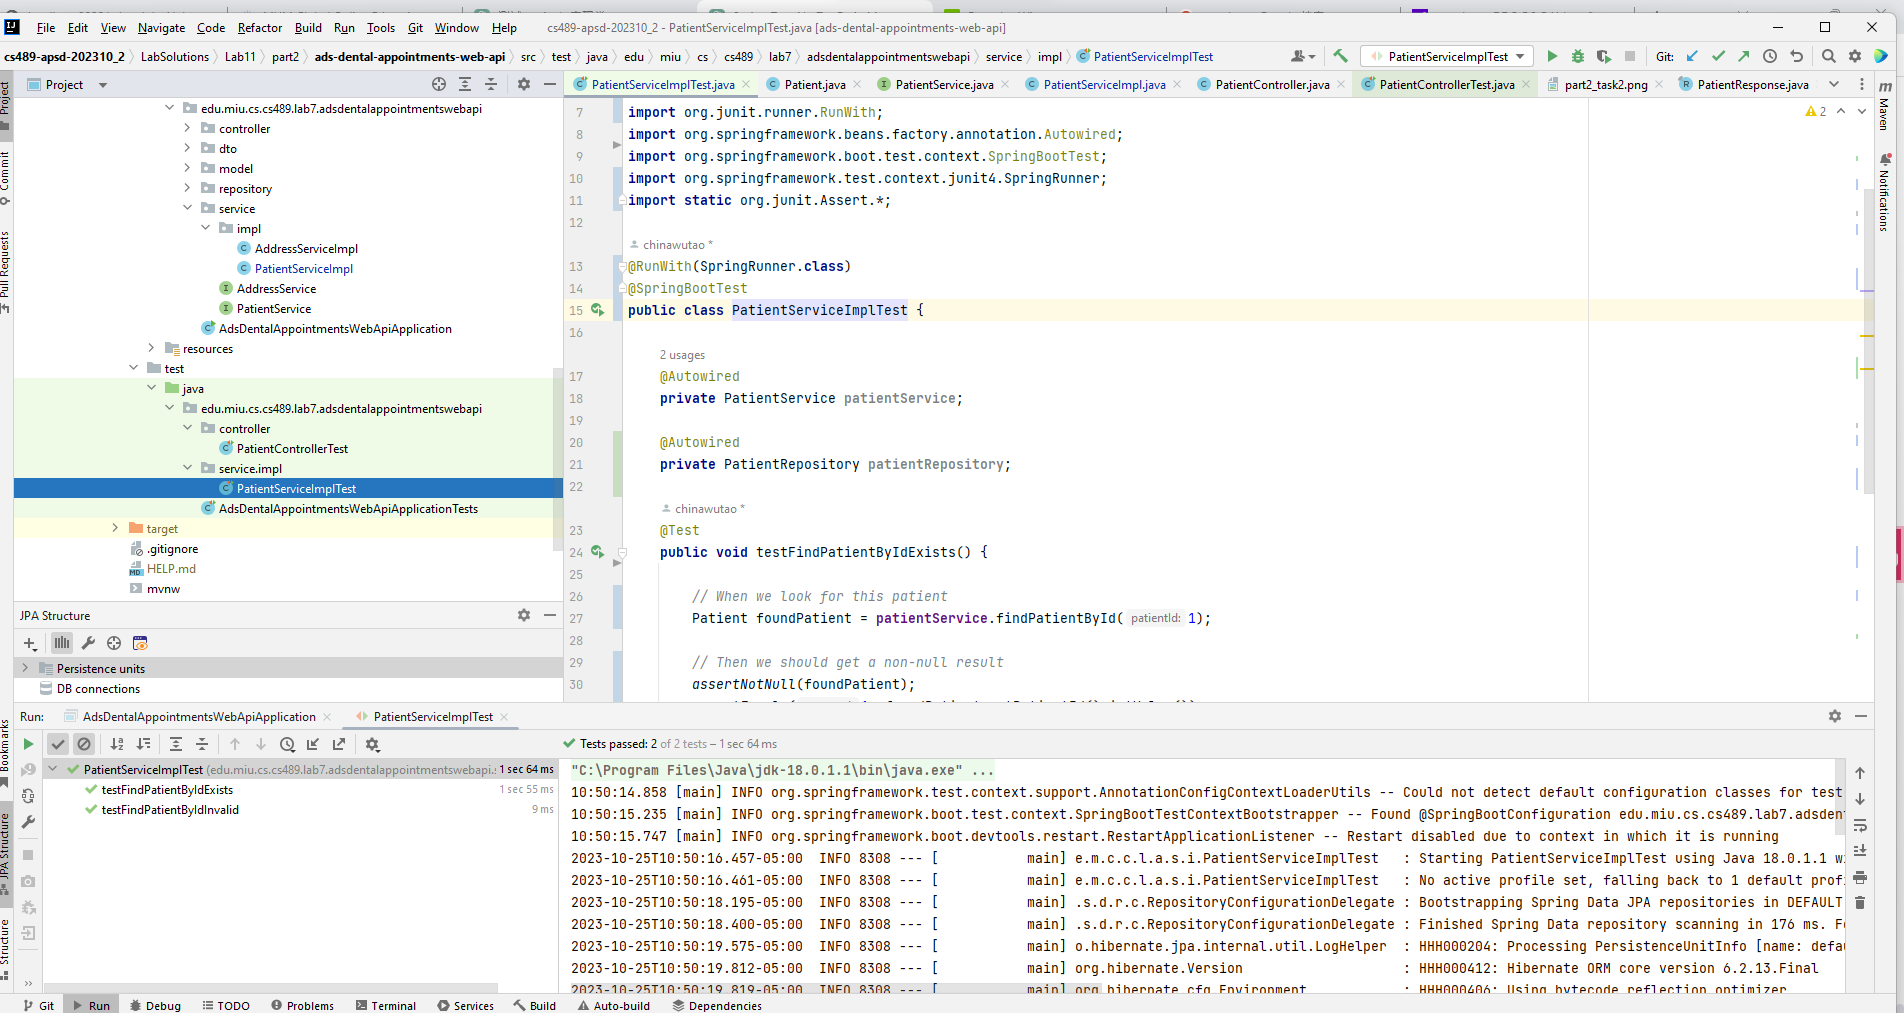 File Edit View Navigate Code Refactor Build Run Tools Git Window Help cs489-apsd-202310_2 - PatientServiceImplTest.java [ads-dental-appointments-web-api]
cs489-apsd-202310_2 LabSolutions Lab11 part2 ads-dental-appointments-web-api src test java edu miu cs cs489 lab7 adsdentalappointmentswebapi service impl PatientServiceImplTest PatientServiceImplTest Git:
Project
PatientServiceImplTest.java Patient.java PatientService.java PatientServiceImpl.java PatientController.java PatientControllerTest.java part2_task2.png PatientResponse.java
Project
Commit
Pull Requests
Bookmarks
JPA Structure
Structure
edu.miu.cs.cs489.lab7.adsdentalappointmentswebapi
controller
dto
model
repository
service
impl
AddressServiceImpl
PatientServiceImpl
AddressService
PatientService
AdsDentalAppointmentsWebApiApplication
resources
test
java
edu.miu.cs.cs489.lab7.adsdentalappointmentswebapi
controller
PatientControllerTest
service.impl
PatientServiceImplTest
AdsDentalAppointmentsWebApiApplicationTests
target
.gitignore
HELP.md
mvnw
JPA Structure
Persistence units
DB connections
7 import org.junit.runner.RunWith;
2
8 import org.springframework.beans.factory.annotation.Autowired;
9 import org.springframework.boot.test.context.SpringBootTest;
10 import org.springframework.test.context.junit4.SpringRunner;
11 import static org.junit.Assert.*;
12
chinawutao *
13 @RunWith(SpringRunner.class)
14 @SpringBootTest
15 public class PatientServiceImplTest {
16
2 usages
17 @Autowired
18 private PatientService patientService;
19
20 @Autowired
21 private PatientRepository patientRepository;
22
chinawutao *
23 @Test
24 public void testFindPatientByIdExists() {
25
26 // When we look for this patient
27 Patient foundPatient = patientService.findPatientById( patientId: 1);
28
29 // Then we should get a non-null result
30 assertNotNull(foundPatient);
Maven
Notifications
Run: AdsDentalAppointmentsWebApiApplication PatientServiceImplTest
Tests passed: 2 of 2 tests – 1 sec 64 ms
PatientServiceImplTest (edu.miu.cs.cs489.lab7.adsdentalappointmentswebapi.s 1 sec 64 ms
testFindPatientByIdExists 1 sec 55 ms
testFindPatientByIdInvalid 9 ms
"C:\Program Files\Java\jdk-18.0.1.1\bin\java.exe" ...
10:50:14.858 [main] INFO org.springframework.test.context.support.AnnotationConfigContextLoaderUtils -- Could not detect default configuration classes for test
10:50:15.235 [main] INFO org.springframework.boot.test.context.SpringBootTestContextBootstrapper -- Found @SpringBootConfiguration edu.miu.cs.cs489.lab7.adsden
10:50:15.747 [main] INFO org.springframework.boot.devtools.restart.RestartApplicationListener -- Restart disabled due to context in which it is running
2023-10-25T10:50:16.457-05:00 INFO 8308 --- [ main] e.m.c.c.l.a.s.i.PatientServiceImplTest : Starting PatientServiceImplTest using Java 18.0.1.1 w
2023-10-25T10:50:16.461-05:00 INFO 8308 --- [ main] e.m.c.c.l.a.s.i.PatientServiceImplTest : No active profile set, falling back to 1 default prof
2023-10-25T10:50:18.195-05:00 INFO 8308 --- [ main] .s.d.r.c.RepositoryConfigurationDelegate : Bootstrapping Spring Data JPA repositories in DEFAULT
2023-10-25T10:50:18.400-05:00 INFO 8308 --- [ main] .s.d.r.c.RepositoryConfigurationDelegate : Finished Spring Data repository scanning in 176 ms. Fo
2023-10-25T10:50:19.575-05:00 INFO 8308 --- [ main] o.hibernate.jpa.internal.util.LogHelper : HHH000204: Processing PersistenceUnitInfo [name: defau
2023-10-25T10:50:19.812-05:00 INFO 8308 --- [ main] org.hibernate.Version : HHH000412: Hibernate ORM core version 6.2.13.Final
2023-10-25T10:50:19.819-05:00 INFO 8308 --- [ main] org.hibernate.cfg.Environment : HHH000406: Using bytecode reflection optimizer
Git Run Debug TODO Problems Terminal Services Build Auto-build Dependencies